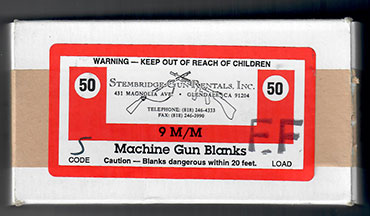 WARNING — KEEP OUT OF REACH OF CHILDREN
50
STEMBRIDGE GUN RENTALS, INC.
50
431 MAGNOLIA AVE. • GLENDALE, CA 91204
TELEPHONE: (818) 246-4333
FAX: (818) 246-3990
9 M/M
5
F.F
Machine Gun Blanks
CODE
Caution — Blanks dangerous within 20 feet.
LOAD